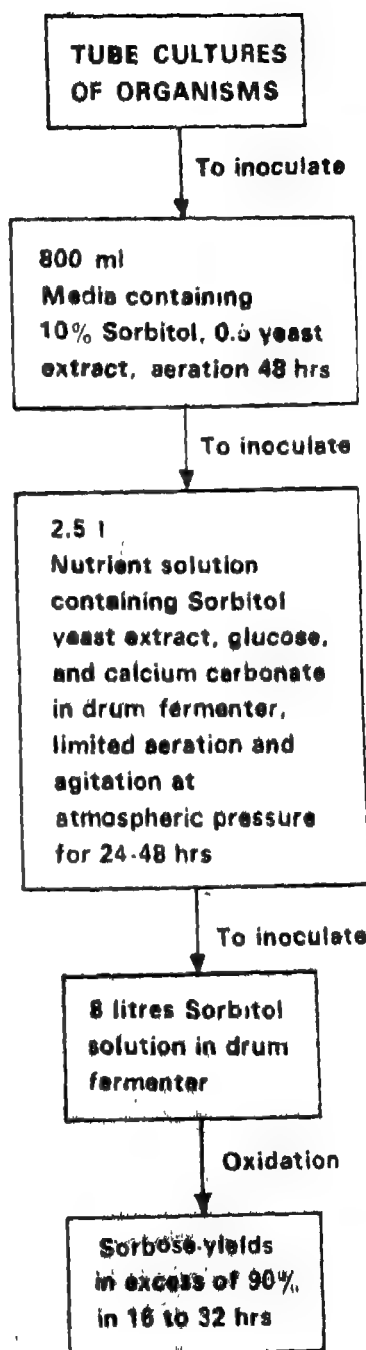 TUBE CULTURES
OF ORGANISMS
To inoculate
800 ml
Media containing
10% Sorbitol, 0.5 yeast
extract, aeration 48 hrs
To inoculate
2.5 l
Nutrient solution
containing Sorbitol
yeast extract, glucose,
and calcium carbonate
in drum fermenter,
limited aeration and
agitation at
atmospheric pressure
for 24-48 hrs
To inoculate
8 litres Sorbitol
solution in drum
fermenter
Oxidation
Sorbose yields
in excess of 90%
in 16 to 32 hrs